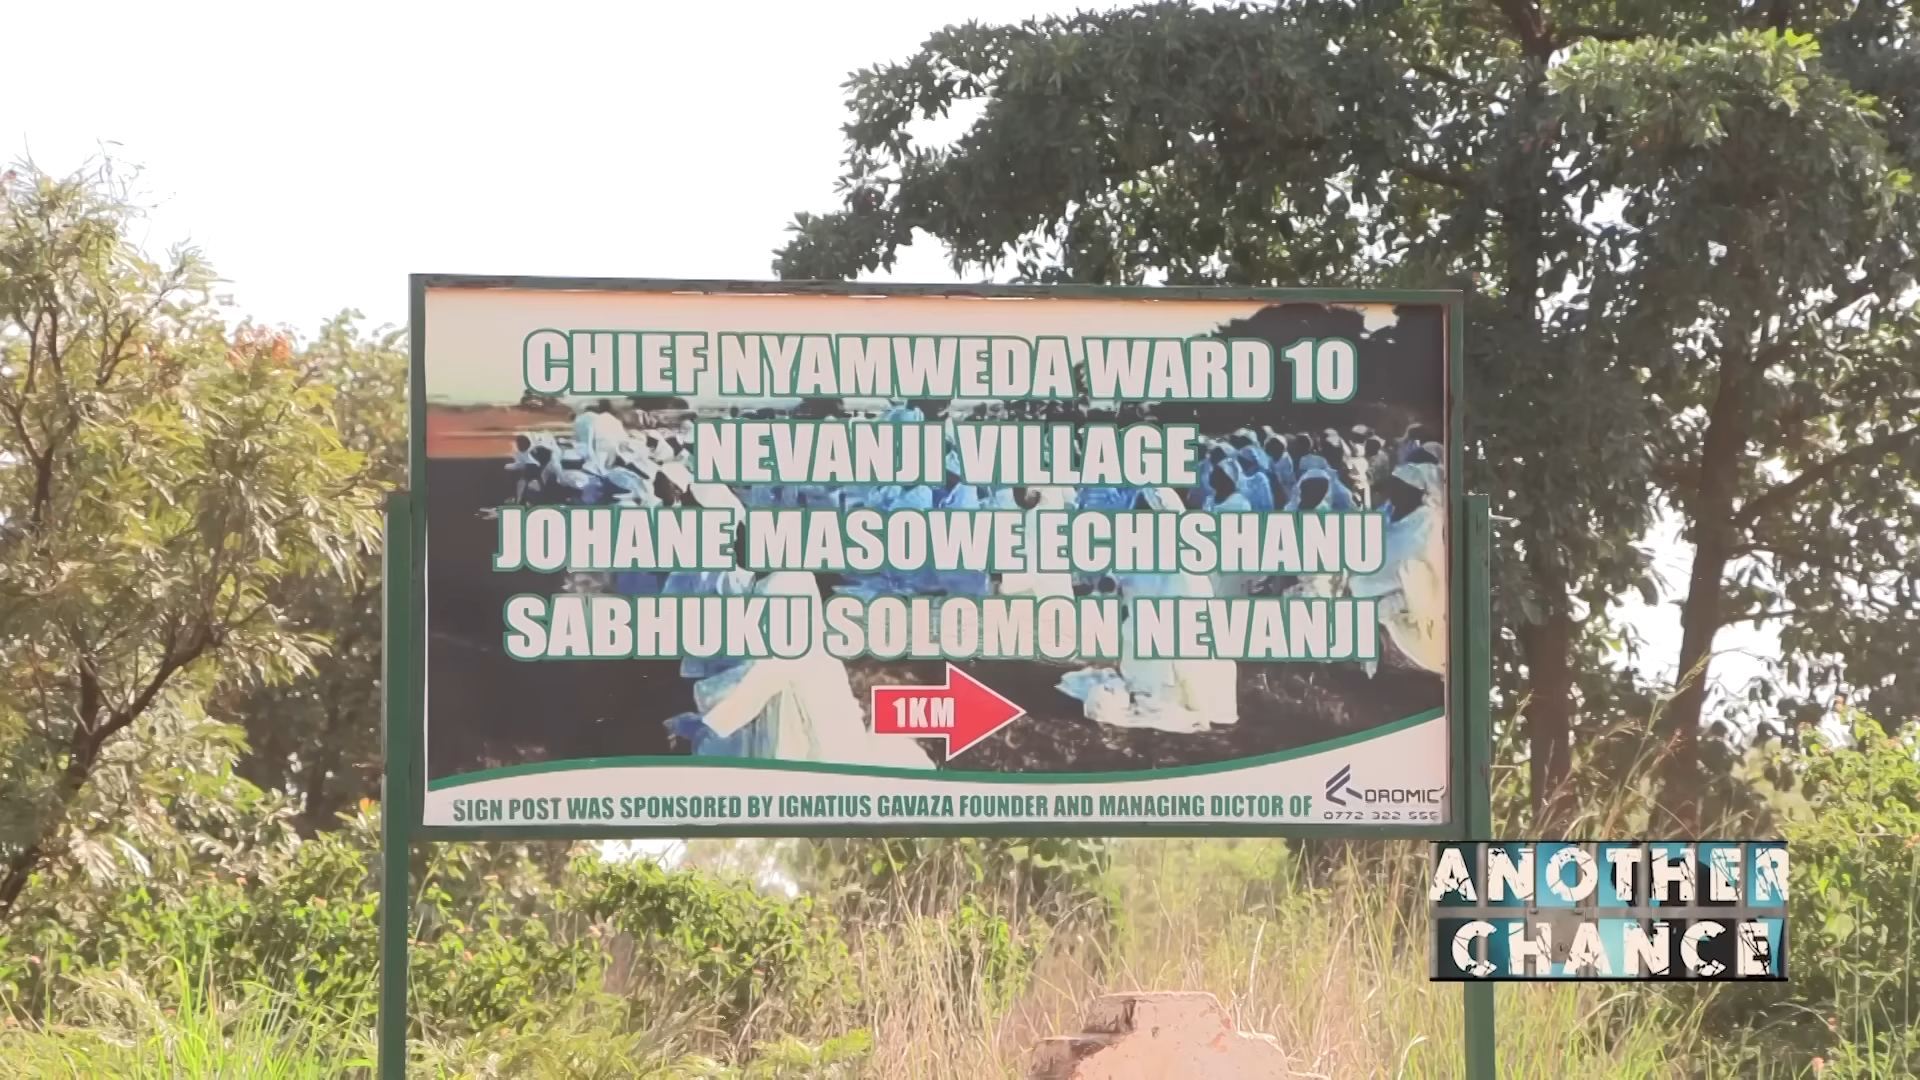 CHIEF NYAMWEDA WARD 10
NEVANJI VILLAGE
JOHANE MASOWE ECHISHANU
SABHUKU SOLOMON NEVANJI
1KM
SIGN POST WAS SPONSORED BY IGNATIUS GAVAZA FOUNDER AND MANAGING DICTOR OF
DROMIC
0772 322 555
ANOTHER
CHANCE